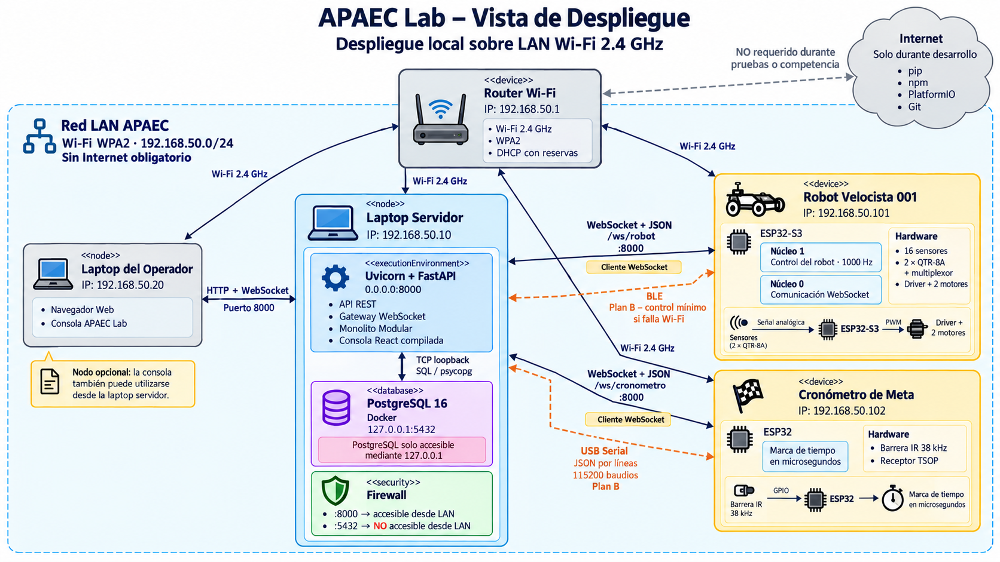 APAEC Lab – Vista de Despliegue
Despliegue local sobre LAN Wi-Fi 2.4 GHz
Internet
Solo durante desarrollo
• pip
• npm
• PlatformIO
• Git
NO requerido durante
pruebas o competencia
<<device>>
Router Wi-Fi
IP: 192.168.50.1
• Wi-Fi 2.4 GHz
• WPA2
• DHCP con reservas
Red LAN APAEC
Wi-Fi WPA2 · 192.168.50.0/24
Sin Internet obligatorio
Wi-Fi 2.4 GHz
Wi-Fi 2.4 GHz
Wi-Fi 2.4 GHz
<<node>>
Laptop del Operador
IP: 192.168.50.20
• Navegador Web
• Consola APAEC Lab
Nodo opcional: la consola
también puede utilizarse
desde la laptop servidor.
HTTP + WebSocket
Puerto 8000
<<node>>
Laptop Servidor
IP: 192.168.50.10
<<executionEnvironment>>
Uvicorn + FastAPI
0.0.0.0:8000
• API REST
• Gateway WebSocket
• Monolito Modular
• Consola React compilada
TCP loopback
SQL / psycopg
<<database>>
PostgreSQL 16
Docker
127.0.0.1:5432
PostgreSQL solo accesible
mediante 127.0.0.1
<<security>>
Firewall
• :8000 → accesible desde LAN
• :5432 → NO accesible desde LAN
WebSocket + JSON
/ws/robot
:8000
Cliente WebSocket
BLE
Plan B – control mínimo
si falla Wi-Fi
Wi-Fi 2.4 GHz
WebSocket + JSON
/ws/cronometro
:8000
Cliente WebSocket
USB Serial
JSON por líneas
115200 baudios
Plan B
<<device>>
Robot Velocista 001
IP: 192.168.50.101
ESP32-S3
Núcleo 1
Control del robot · 1000 Hz
Núcleo 0
Comunicación WebSocket
Hardware
• 16 sensores
• 2 × QTR-8A
+ multiplexor
• Driver + 2 motores
Sensores
(2 × QTR-8A)
Señal analógica
ESP32-S3
PWM
Driver +
2 motores
<<device>>
Cronómetro de Meta
IP: 192.168.50.102
ESP32
Marca de tiempo
en microsegundos
Hardware
• Barrera IR 38 kHz
• Receptor TSOP
Barrera IR
38 kHz
GPIO
ESP32
Marca de tiempo
en microsegundos